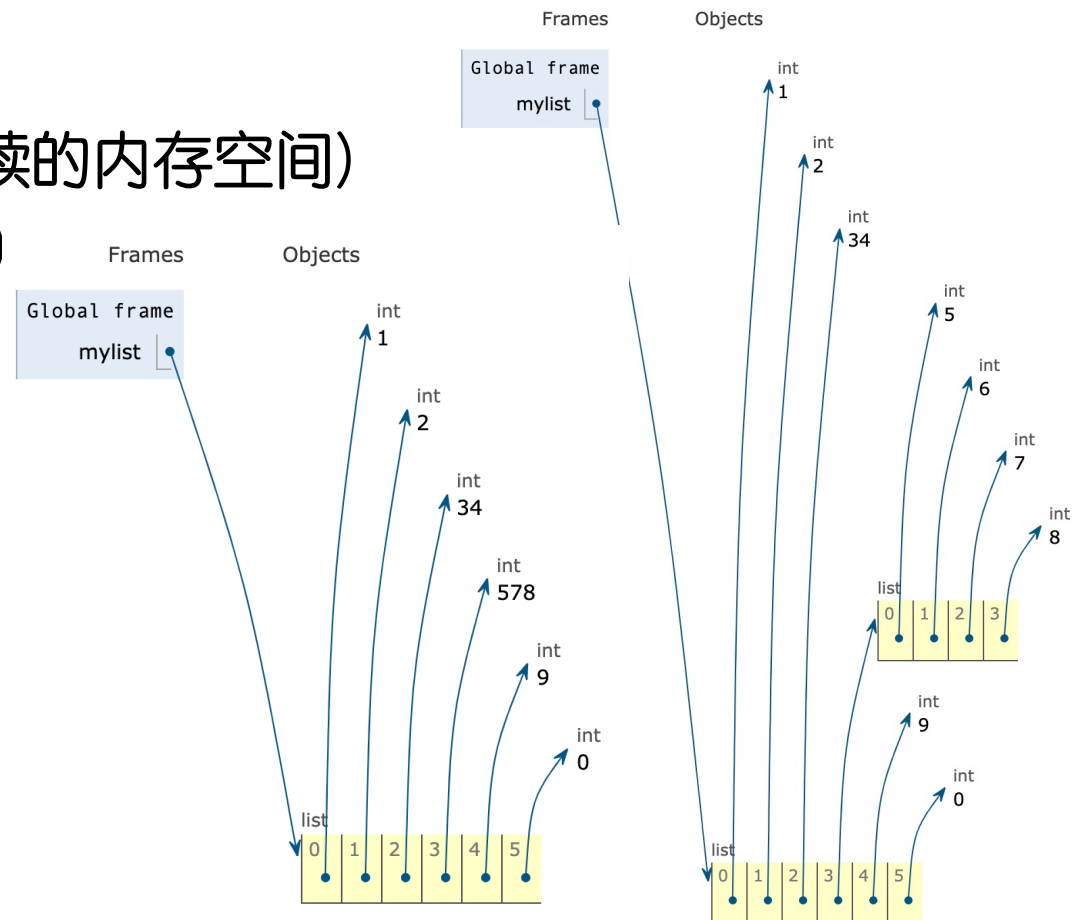 续的内存空间)
Frames Objects
Global frame
mylist
int
1
int
2
int
34
int
578
int
9
int
0
list
0 1 2 3 4 5
Frames Objects
Global frame
mylist
int
1
int
2
int
34
int
5
int
6
int
7
int
8
list
0 1 2 3
int
9
int
0
list
0 1 2 3 4 5